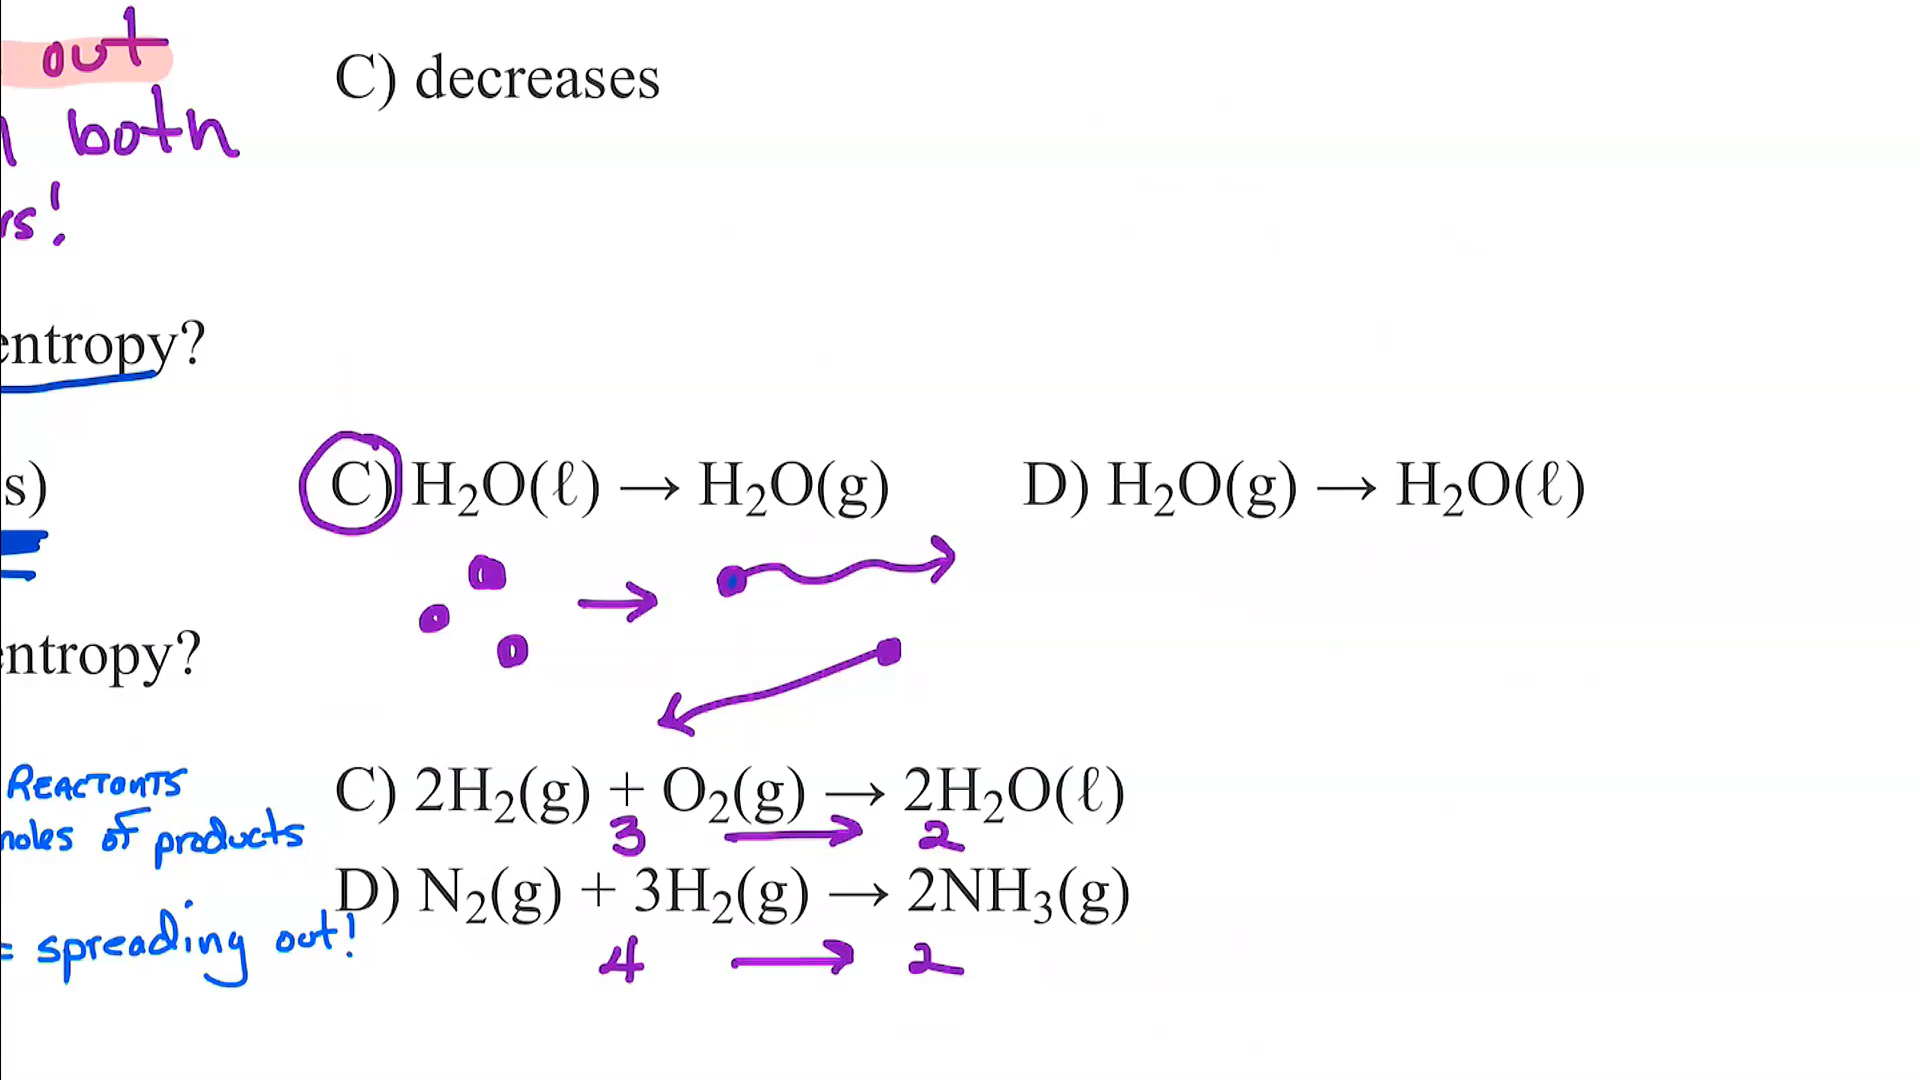 out
C) decreases
both
rs!
entropy?
s)
C) H₂O(ℓ) → H₂O(g)
D) H₂O(g) → H₂O(ℓ)
ntropy?
REACTANTS
C) 2H₂(g) + O₂(g) → 2H₂O(ℓ)
moles of products
3 → 2
D) N₂(g) + 3H₂(g) → 2NH₃(g)
= spreading out!
4 → 2